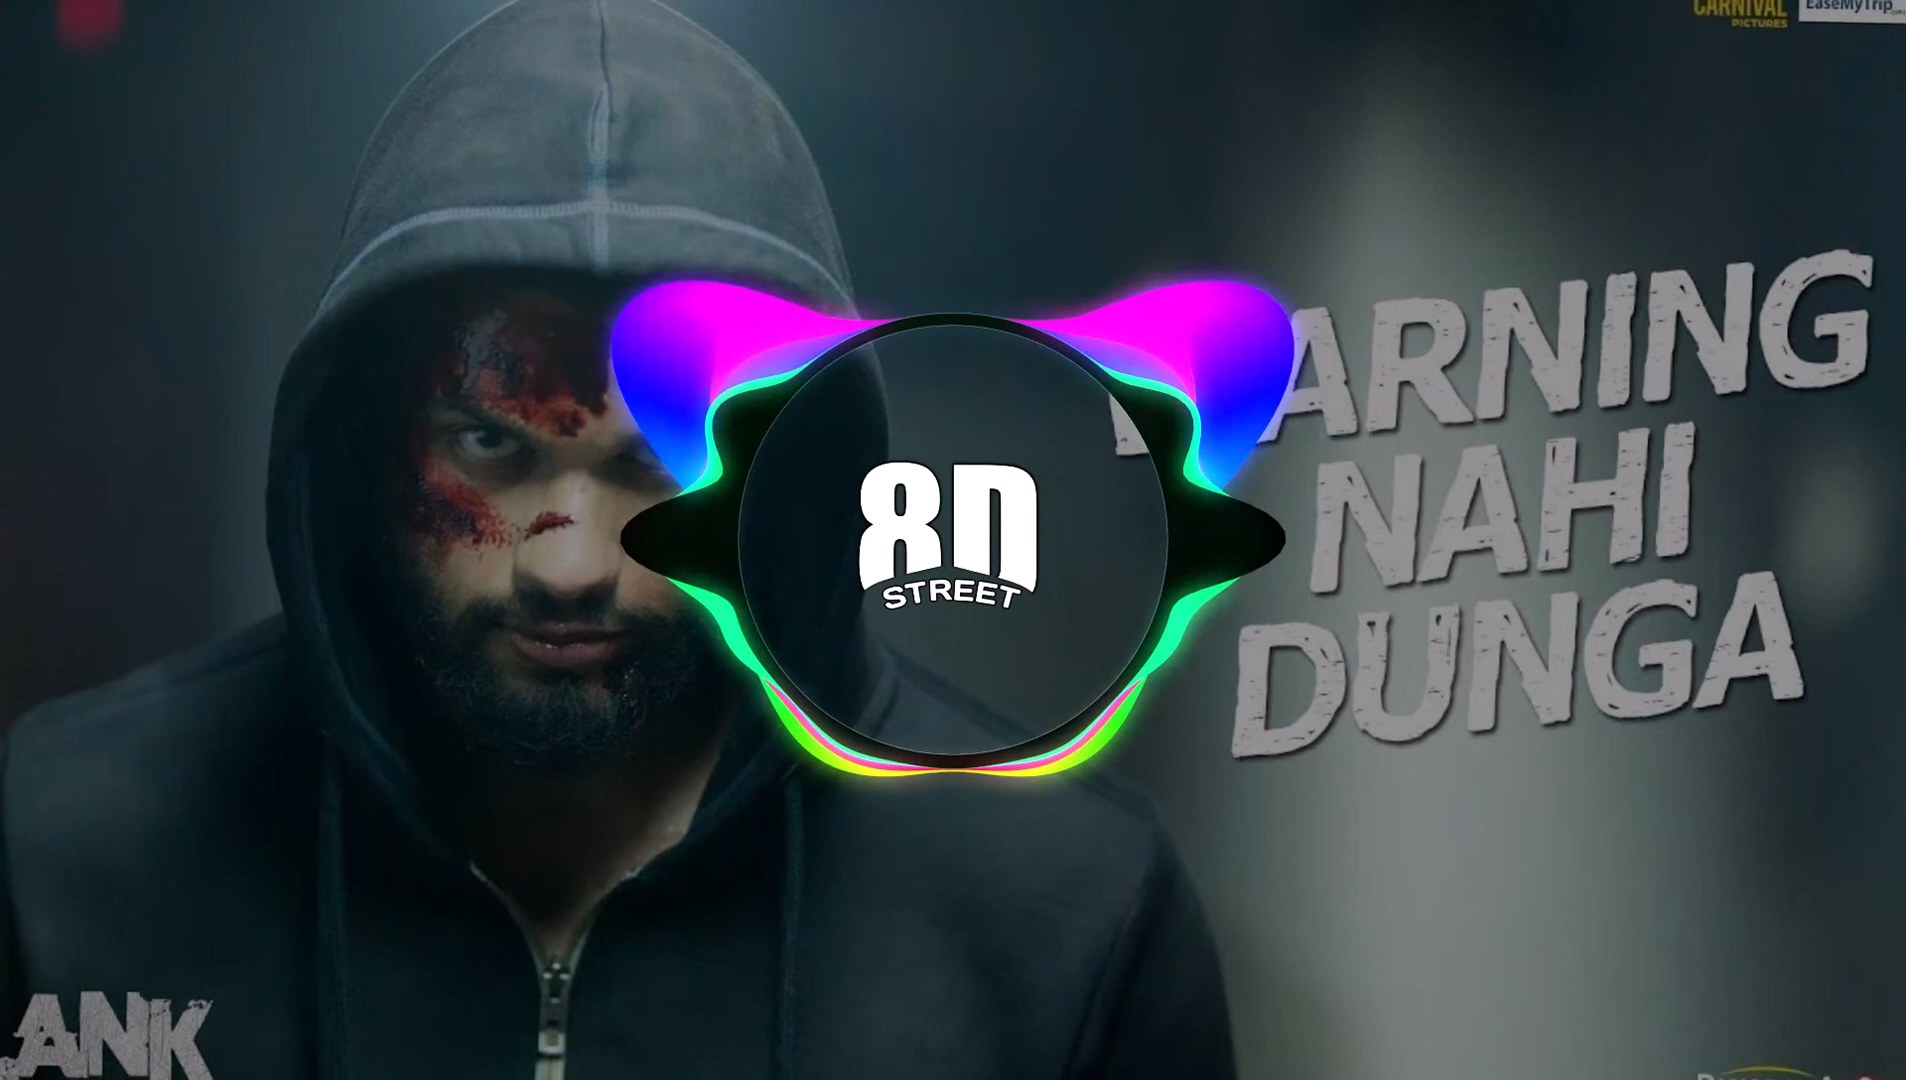 CARNIVAL
PICTURES
EaseMyTrip
ARNING
NAHI
DUNGA
8D
STREET
ANK